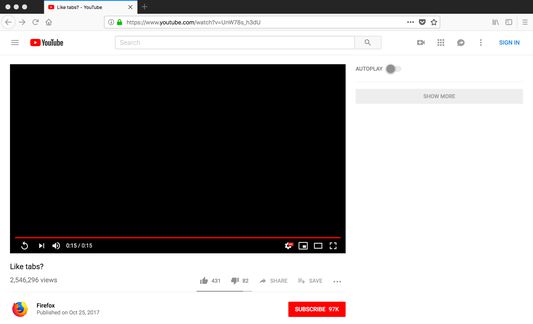 Like tabs? - YouTube
https://www.youtube.com/watch?v=UnW78s_h3dU
YouTube
Search
SIGN IN
AUTOPLAY
SHOW MORE
0:15 / 0:15
Like tabs?
2,546,296 views
431
82
SHARE
SAVE
Firefox
Published on Oct 25, 2017
SUBSCRIBE 97K